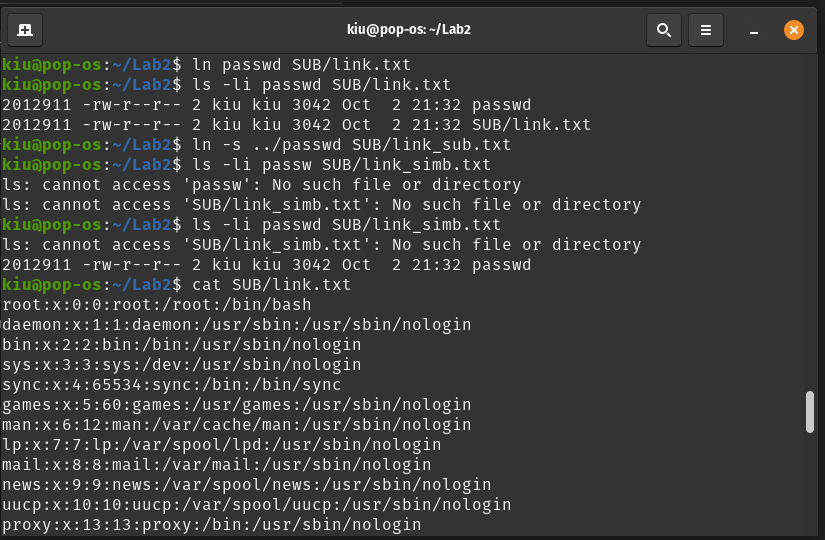 kiu@pop-os: ~/Lab2
kiu@pop-os:~/Lab2$ ln passwd SUB/link.txt
kiu@pop-os:~/Lab2$ ls -li passwd SUB/link.txt
2012911 -rw-r--r-- 2 kiu kiu 3042 Oct  2 21:32 passwd
2012911 -rw-r--r-- 2 kiu kiu 3042 Oct  2 21:32 SUB/link.txt
kiu@pop-os:~/Lab2$ ln -s ../passwd SUB/link_sub.txt
kiu@pop-os:~/Lab2$ ls -li passw SUB/link_simb.txt
ls: cannot access 'passw': No such file or directory
ls: cannot access 'SUB/link_simb.txt': No such file or directory
kiu@pop-os:~/Lab2$ ls -li passwd SUB/link_simb.txt
ls: cannot access 'SUB/link_simb.txt': No such file or directory
2012911 -rw-r--r-- 2 kiu kiu 3042 Oct  2 21:32 passwd
kiu@pop-os:~/Lab2$ cat SUB/link.txt
root:x:0:0:root:/root:/bin/bash
daemon:x:1:1:daemon:/usr/sbin:/usr/sbin/nologin
bin:x:2:2:bin:/bin:/usr/sbin/nologin
sys:x:3:3:sys:/dev:/usr/sbin/nologin
sync:x:4:65534:sync:/bin:/bin/sync
games:x:5:60:games:/usr/games:/usr/sbin/nologin
man:x:6:12:man:/var/cache/man:/usr/sbin/nologin
lp:x:7:7:lp:/var/spool/lpd:/usr/sbin/nologin
mail:x:8:8:mail:/var/mail:/usr/sbin/nologin
news:x:9:9:news:/var/spool/news:/usr/sbin/nologin
uucp:x:10:10:uucp:/var/spool/uucp:/usr/sbin/nologin
proxy:x:13:13:proxy:/bin:/usr/sbin/nologin